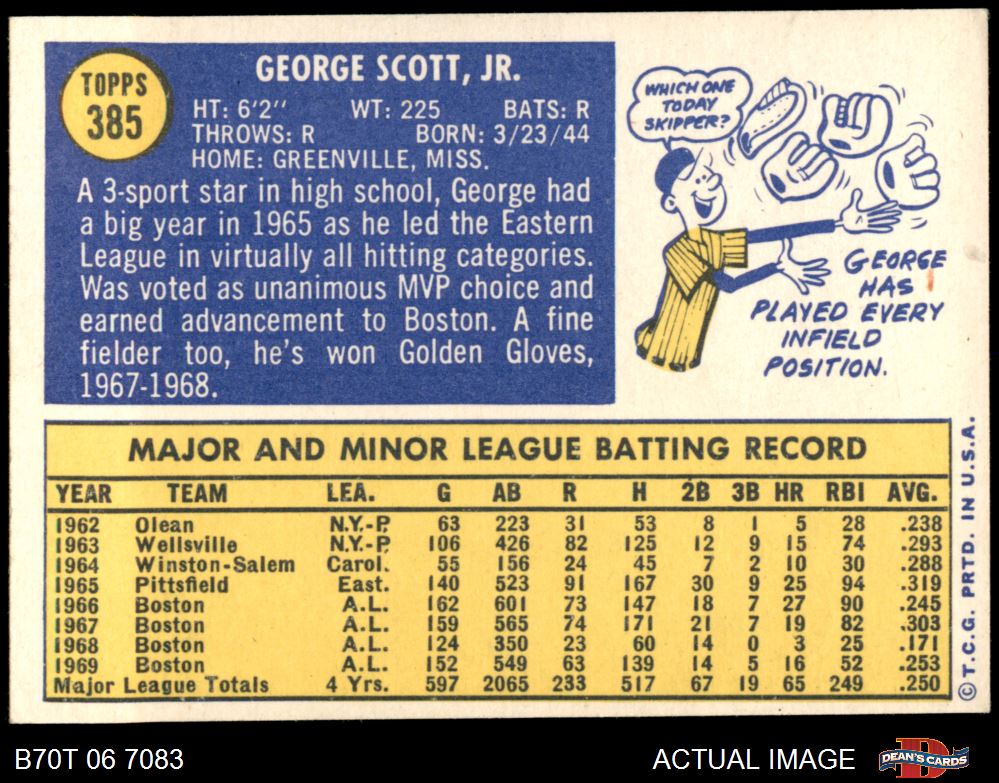 TOPPS
385
GEORGE SCOTT, JR.
HT: 6'2" WT: 225 BATS: R
THROWS: R BORN: 3/23/44
HOME: GREENVILLE, MISS.
A 3-sport star in high school, George had
a big year in 1965 as he led the Eastern
League in virtually all hitting categories.
Was voted as unanimous MVP choice and
earned advancement to Boston. A fine
fielder too, he's won Golden Gloves,
1967-1968.
WHICH ONE
TODAY
SKIPPER?
GEORGE
HAS
PLAYED EVERY
INFIELD
POSITION.
MAJOR AND MINOR LEAGUE BATTING RECORD
YEAR TEAM LEA. G AB R H 2B 3B HR RBI AVG.
1962 Olean N.Y.-P. 63 223 31 53 8 1 5 28 .238
1963 Wellsville N.Y.-P. 106 426 82 125 12 9 15 74 .293
1964 Winston-Salem Carol. 55 156 24 45 7 2 10 30 .288
1965 Pittsfield East. 140 523 91 167 30 9 25 94 .319
1966 Boston A.L. 162 601 73 147 18 7 27 90 .245
1967 Boston A.L. 159 565 74 171 21 7 19 82 .303
1968 Boston A.L. 124 350 23 60 14 0 3 25 .171
1969 Boston A.L. 152 549 63 139 14 5 16 52 .253
Major League Totals 4 Yrs. 597 2065 233 517 67 19 65 249 .250
© T.C.G. PRTD. IN U.S.A.
B70T 06 7083
ACTUAL IMAGE
DEAN'S CARDS